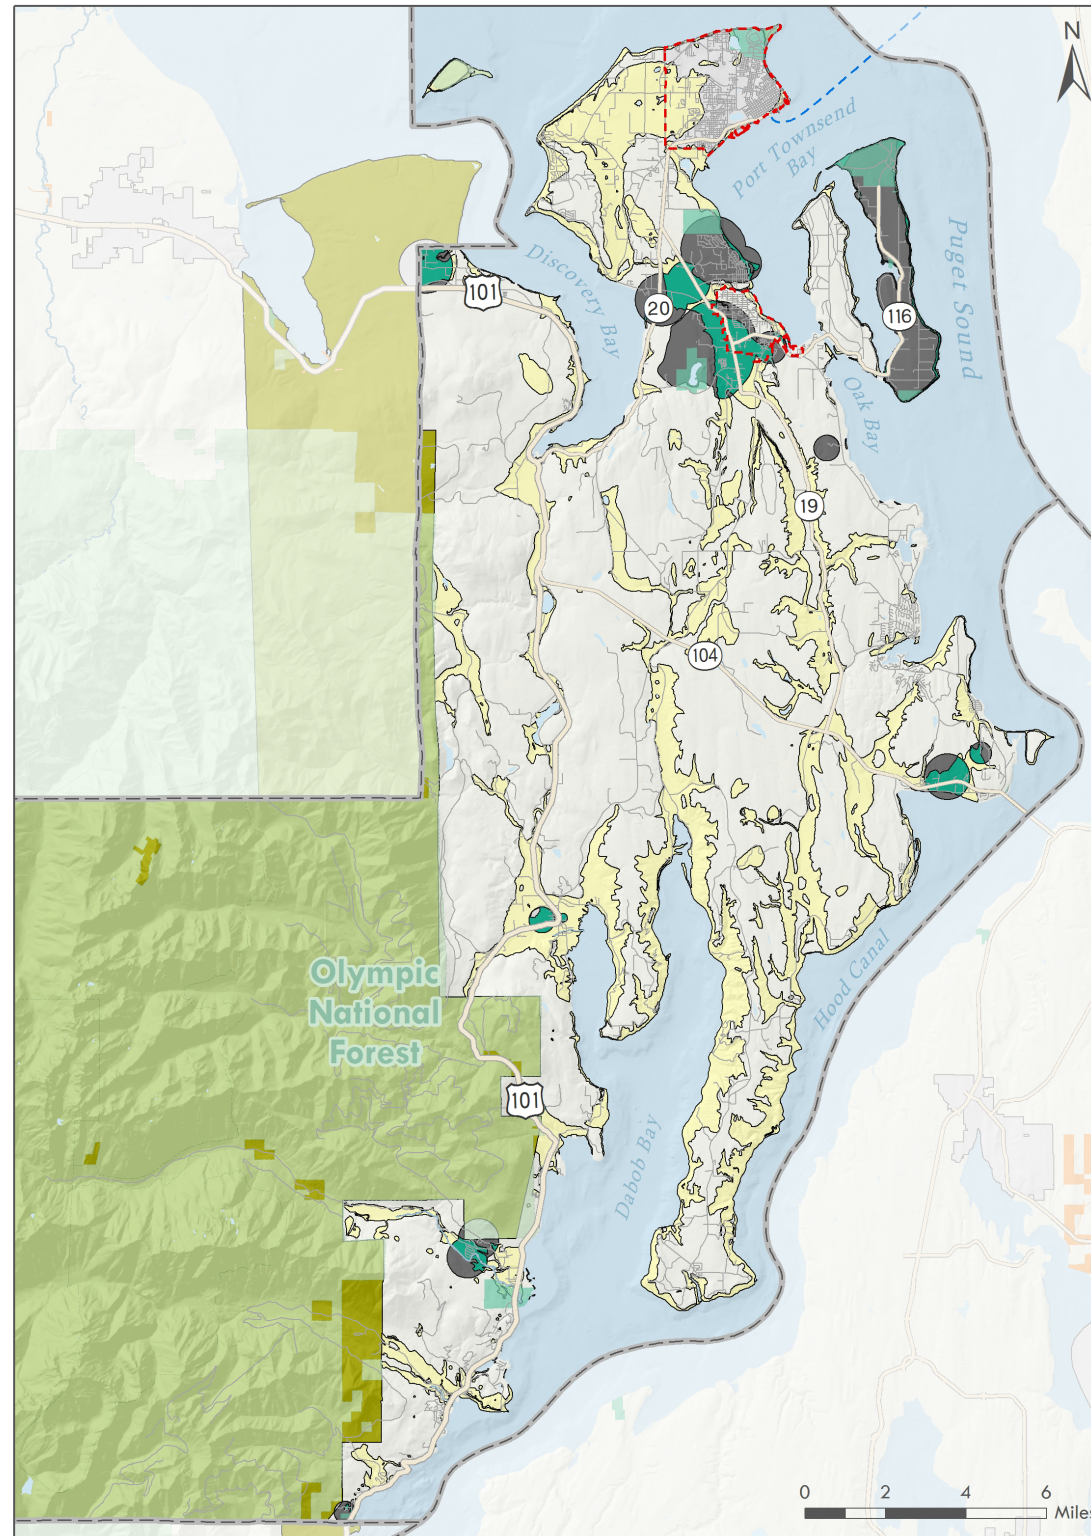 N
Port Townsend
Bay
Puget Sound
Discovery Bay
101
20
116
Oak Bay
19
104
Olympic
National
Forest
Hood Canal
101
Dabob Bay
0 2 4 6
Miles